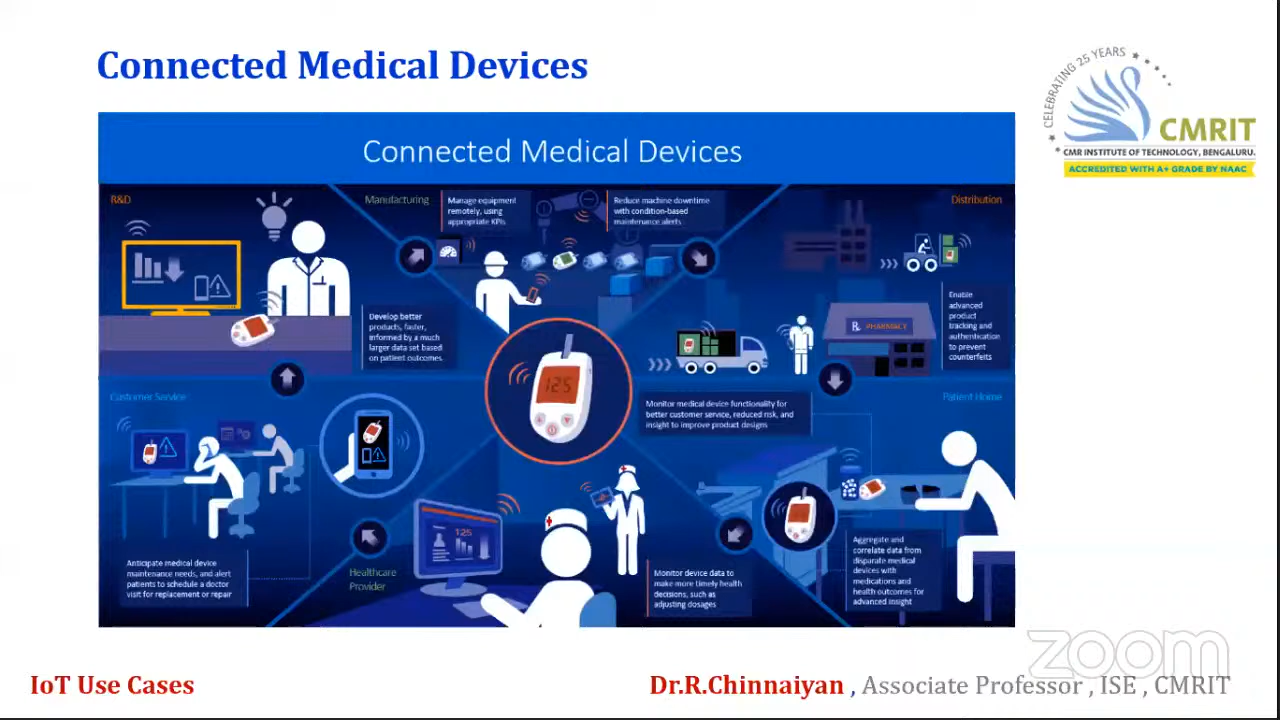 Connected Medical Devices
CELEBRATING 25 YEARS
CMRIT
CMR INSTITUTE OF TECHNOLOGY, BENGALURU.
ACCREDITED WITH A+ GRADE BY NAAC
Connected Medical Devices
R&D
Manufacturing
Manage equipment
remotely, using
appropriate KPIs
Reduce machine downtime
with condition-based
maintenance alerts
Distribution
Develop better
products, faster,
informed by a much
larger data set based
on patient outcomes.
Enable
advanced
product
tracking and
authentication
to prevent
counterfeits
PHARMACY
125
Customer Service
Monitor medical device functionality for
better customer service, reduced risk, and
insight to improve product designs
Patient Home
125
Anticipate medical device
maintenance needs, and alert
patients to schedule a doctor
visit for replacement or repair
Healthcare
Provider
Monitor device data to
make more timely health
decisions, such as
adjusting dosages
Aggregate and
correlate data from
disparate medical
devices with
medications and
health outcomes for
advanced insight
zoom
IoT Use Cases
Dr.R.Chinnaiyan , Associate Professor , ISE , CMRIT